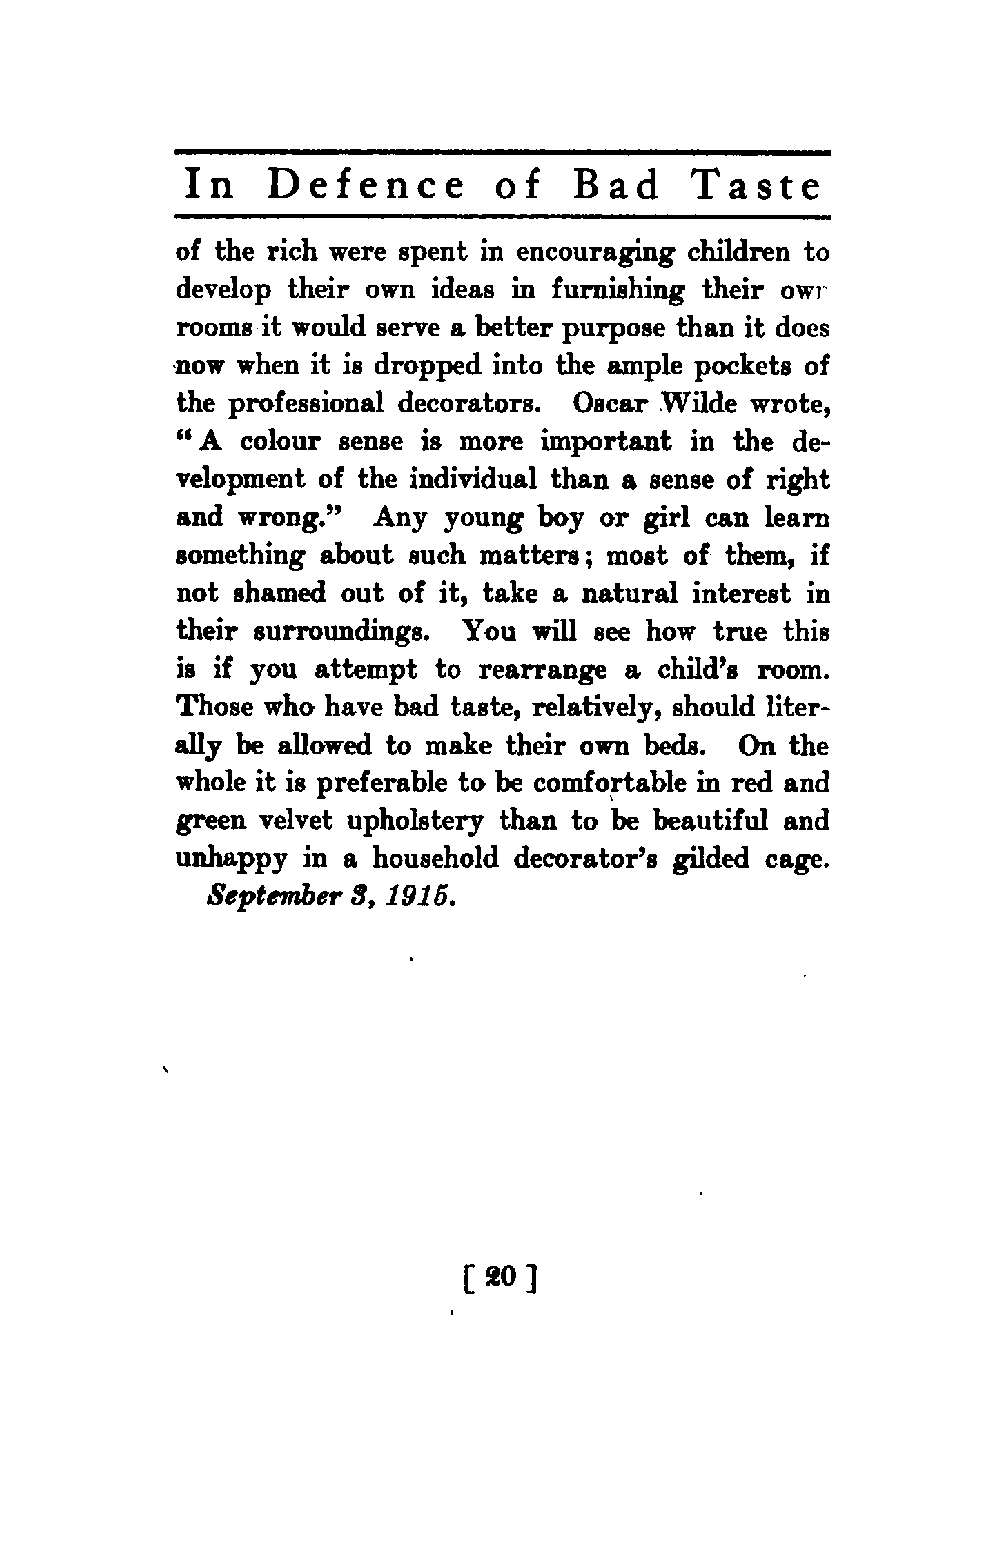 In Defence of Bad Taste
of the rich were spent in encouraging children to
develop their own ideas in furnishing their own
rooms it would serve a better purpose than it does
now when it is dropped into the ample pockets of
the professional decorators. Oscar Wilde wrote,
“A colour sense is more important in the de-
velopment of the individual than a sense of right
and wrong.” Any young boy or girl can learn
something about such matters; most of them, if
not shamed out of it, take a natural interest in
their surroundings. You will see how true this
is if you attempt to rearrange a child’s room.
Those who have bad taste, relatively, should liter-
ally be allowed to make their own beds. On the
whole it is preferable to be comfortable in red and
green velvet upholstery than to be beautiful and
unhappy in a household decorator’s gilded cage.
September 3, 1915.
[ 20 ]